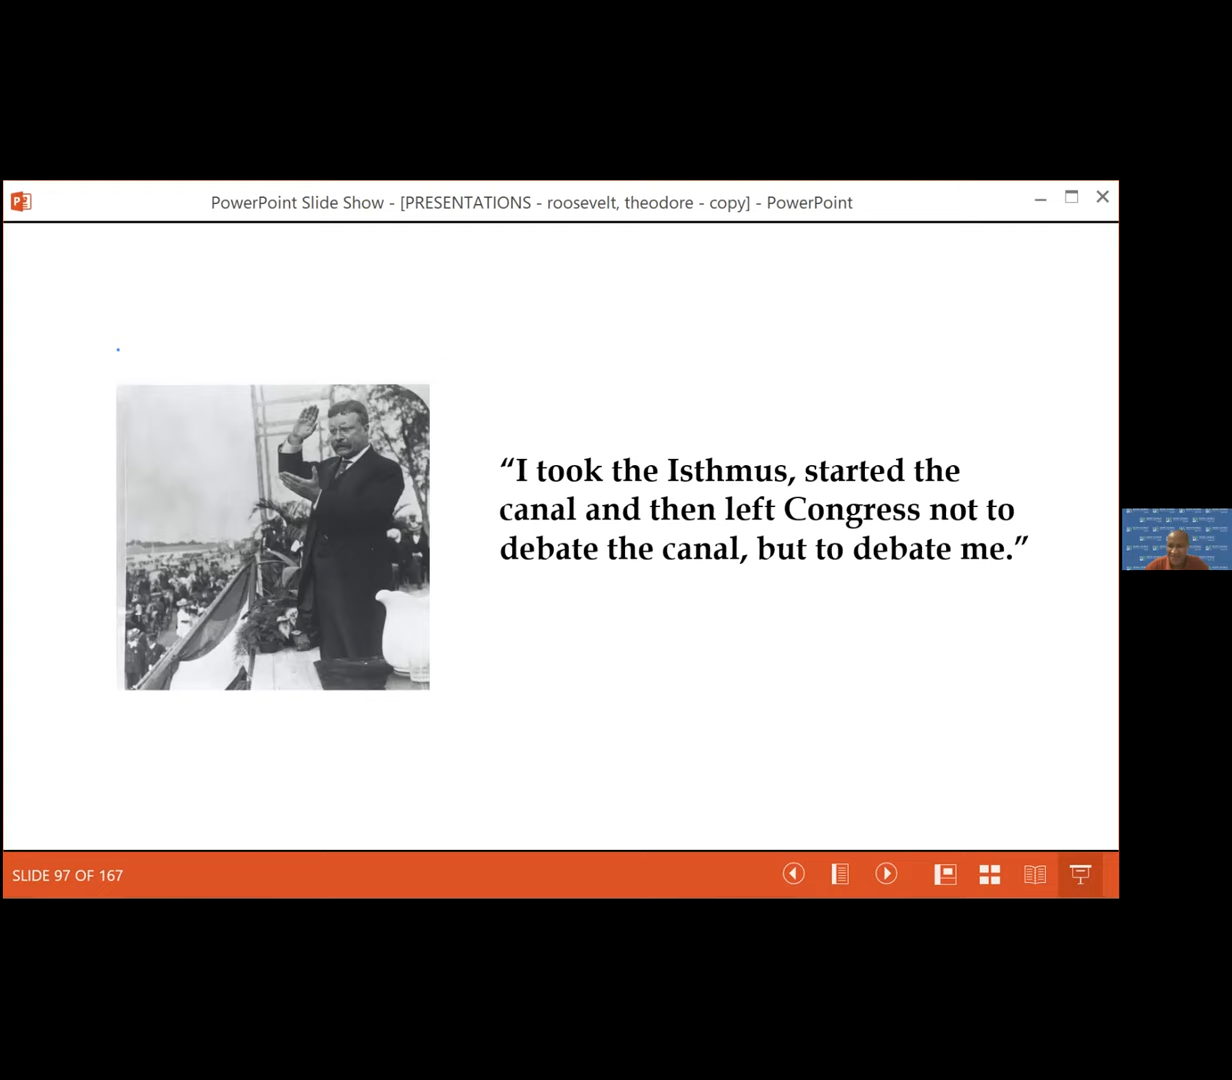 PowerPoint Slide Show - [PRESENTATIONS - roosevelt, theodore - copy] - PowerPoint
“I took the Isthmus, started the
canal and then left Congress not to
debate the canal, but to debate me.”
SLIDE 97 OF 167